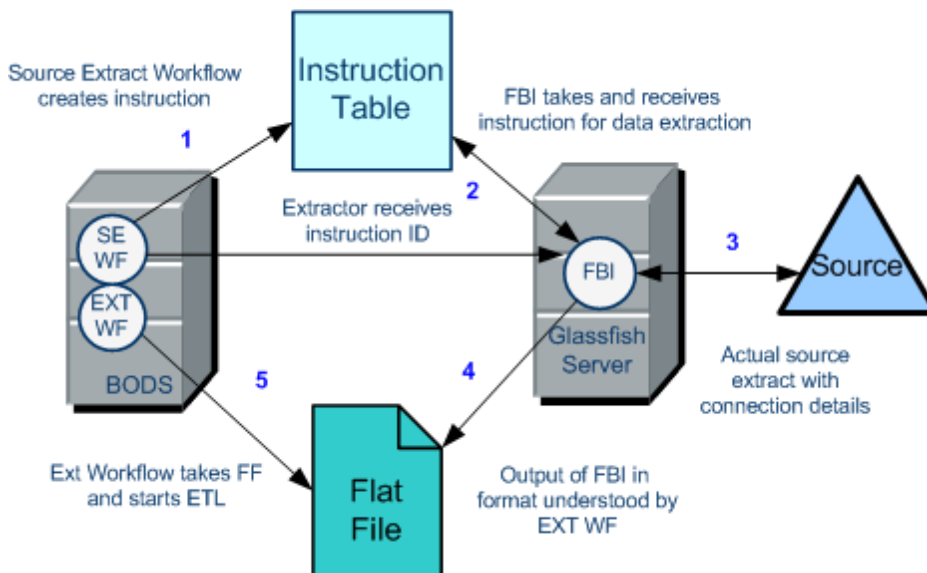 Source Extract Workflow
creates instruction
1
Instruction
Table
FBI takes and receives
instruction for data extraction
2
Extractor receives
instruction ID
SE
WF
EXT
WF
BODS
FBI
Glassfish
Server
3
Source
Actual source
extract with
connection details
5
4
Ext Workflow takes FF
and starts ETL
Flat
File
Output of FBI in
format understood by
EXT WF